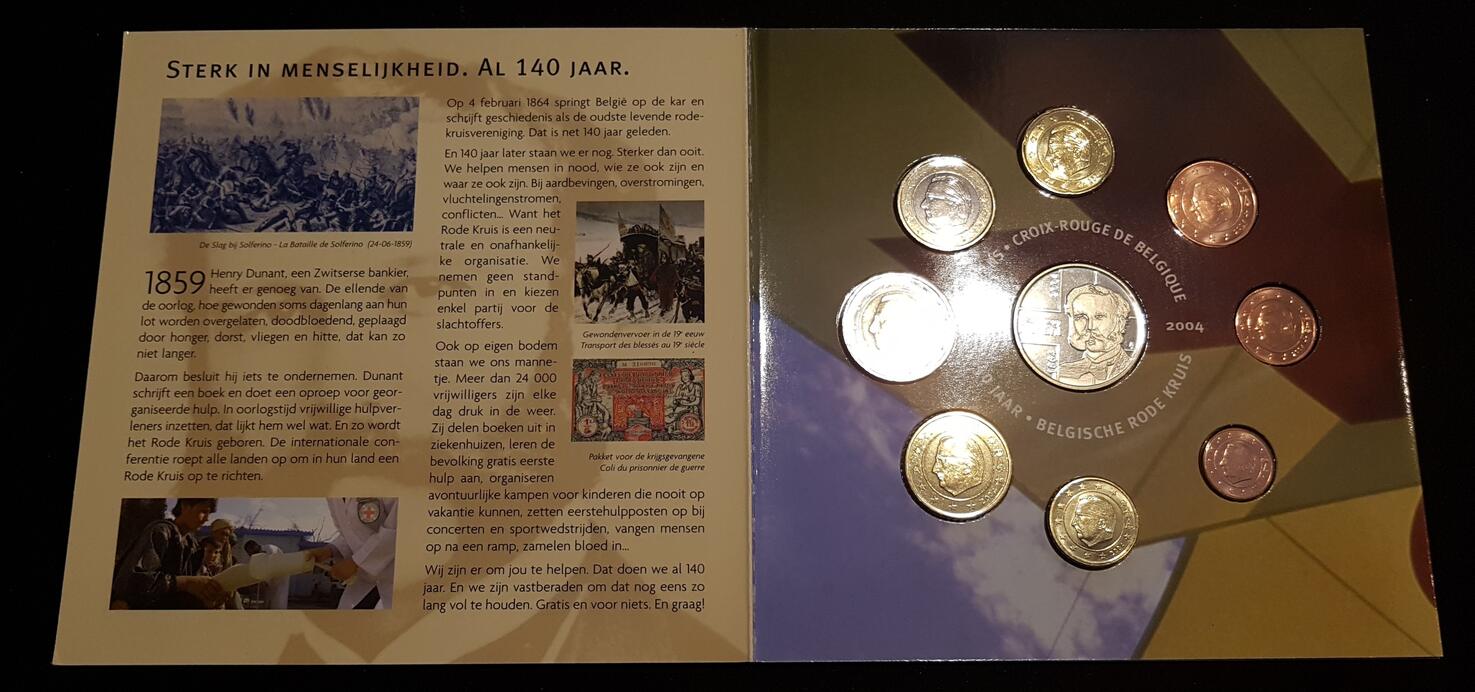 STERK IN MENSELIJKHEID. AL 140 JAAR.
De Slag bij Solferino - La Bataille de Solferino (24-06-1859)
1859 Henry Dunant, een Zwitserse bankier,
heeft er genoeg van. De ellende van
de oorlog, hoe gewonden soms dagenlang aan hun
lot worden overgelaten, doodbloedend, geplaagd
door honger, dorst, vliegen en hitte, dat kan zo
niet langer.
Daarom besluit hij iets te ondernemen. Dunant
schrijft een boek en doet een oproep voor geor-
ganiseerde hulp. In oorlogstijd vrijwillige hulpver-
leners inzetten, dat lijkt hem wel wat. En zo wordt
het Rode Kruis geboren. De internationale con-
ferentie roept alle landen op om in hun land een
Rode Kruis op te richten.
Op 4 februari 1864 springt België op de kar en
schrijft geschiedenis als de oudste levende rode-
kruisvereniging. Dat is net 140 jaar geleden.
En 140 jaar later staan we er nog. Sterker dan ooit.
We helpen mensen in nood, wie ze ook zijn en
waar ze ook zijn. Bij aardbevingen, overstromingen,
vluchtelingenstromen,
conflicten... Want het
Rode Kruis is een neu-
trale en onafhankelij-
ke organisatie. We
nemen geen stand-
punten in en kiezen
enkel partij voor de
slachtoffers.
Gewondenvervoer in de 19e eeuw
Transport des blessés au 19e siècle
Ook op eigen bodem
staan we ons manne-
tje. Meer dan 24 000
vrijwilligers zijn elke
dag druk in de weer.
Zij delen boeken uit in
ziekenhuizen, leren de
bevolking gratis eerste
hulp aan, organiseren
avontuurlijke kampen voor kinderen die nooit op
vakantie kunnen, zetten eerstehulpposten op bij
concerten en sportwedstrijden, vangen mensen
op na een ramp, zamelen bloed in...
Pakket voor de krijgsgevangene
Coli du prisonnier de guerre
Wij zijn er om jou te helpen. Dat doen we al 140
jaar. En we zijn vastberaden om dat nog eens zo
lang vol te houden. Gratis en voor niets. En graag!
S • CROIX-ROUGE DE BELGIQUE
2004
0 JAAR • BELGISCHE RODE KRUIS